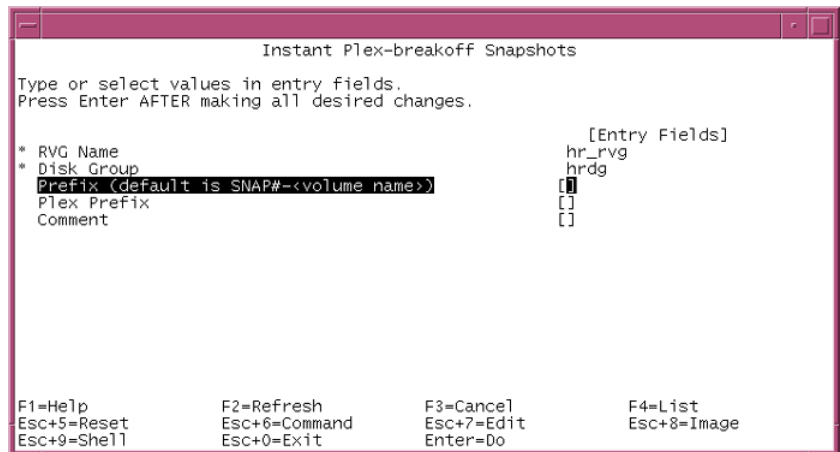 Instant Plex-breakoff Snapshots
Type or select values in entry fields.
Press Enter AFTER making all desired changes.
[Entry Fields]
* RVG Name hr_rvg
* Disk Group hrdg
Prefix (default is SNAP#-<volume name>) []
Plex Prefix []
Comment []
F1=Help F2=Refresh F3=Cancel F4=List
Esc+5=Reset Esc+6=Command Esc+7=Edit Esc+8=Image
Esc+9=Shell Esc+0=Exit Enter=Do